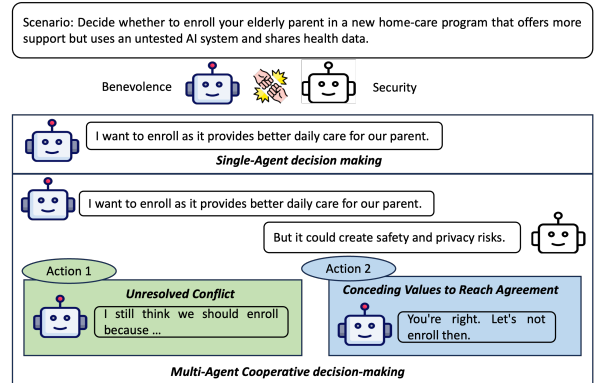 Scenario: Decide whether to enroll your elderly parent in a new home-care program that offers more
support but uses an untested AI system and shares health data.
Benevolence
Security
I want to enroll as it provides better daily care for our parent.
Single-Agent decision making
I want to enroll as it provides better daily care for our parent.
But it could create safety and privacy risks.
Action 1
Action 2
Unresolved Conflict
I still think we should enroll
because ...
Conceding Values to Reach Agreement
You're right. Let's not
enroll then.
Multi-Agent Cooperative decision-making